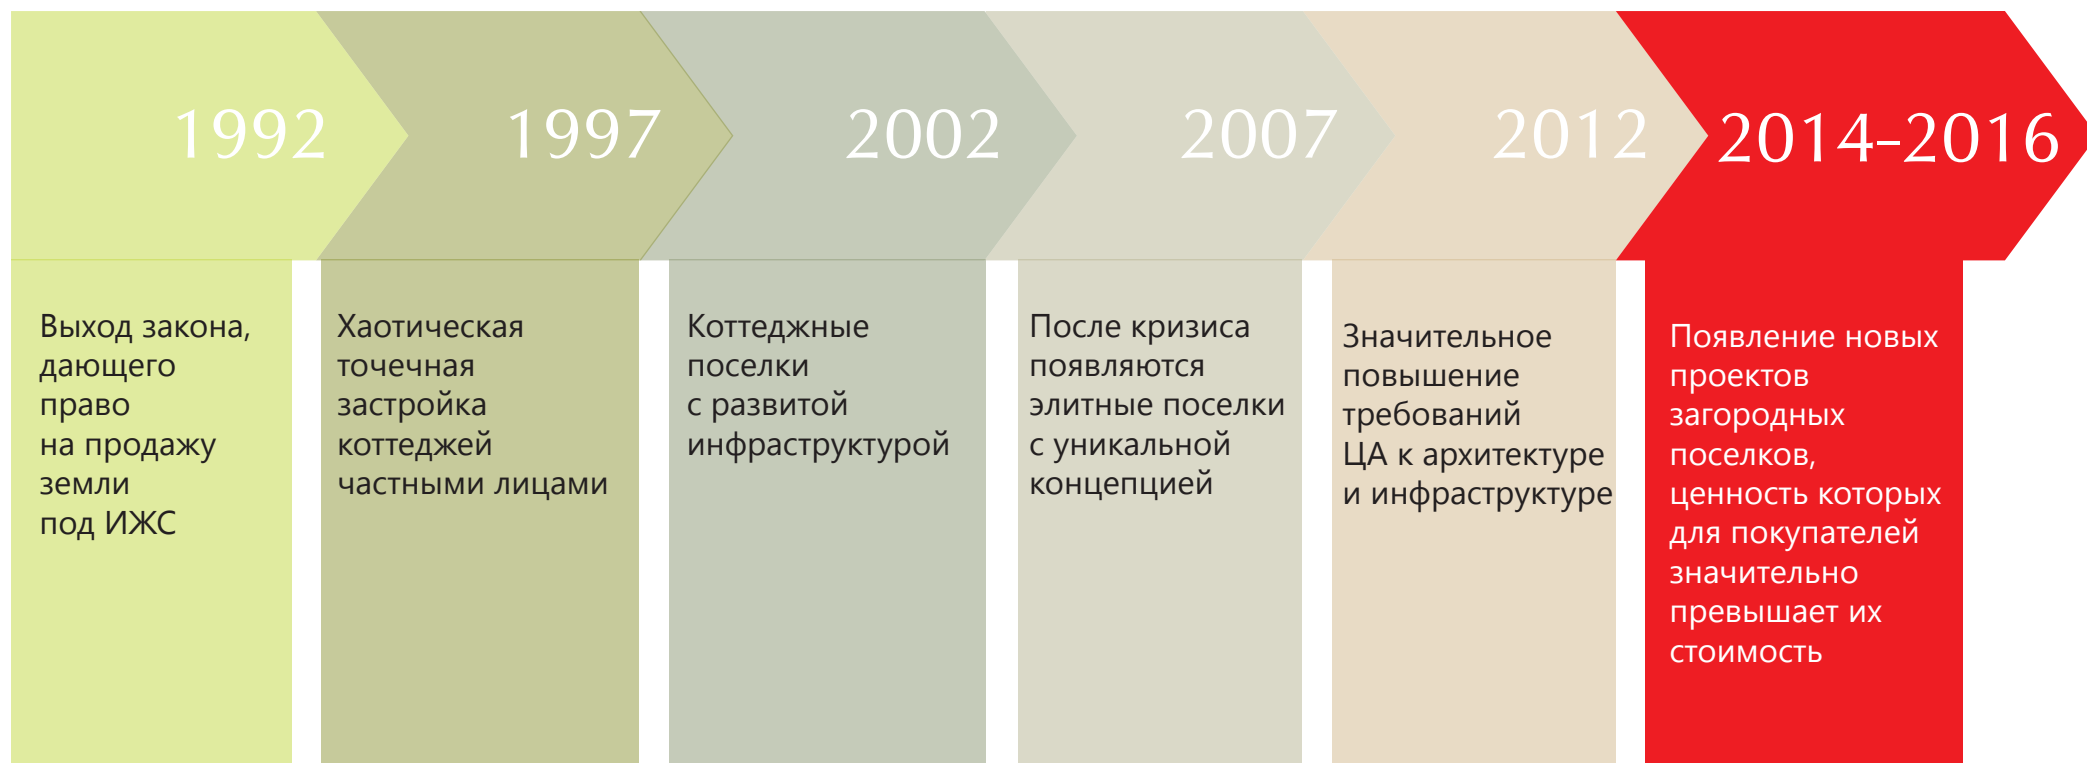 1992
1997
2002
2007
2012
2014–2016
Выход закона,
дающего
право
на продажу
земли
под ИЖС
Хаотическая
точечная
застройка
коттеджей
частными лицами
Коттеджные
поселки
с развитой
инфраструктурой
После кризиса
появляются
элитные поселки
с уникальной
концепцией
Значительное
повышение
требований
ЦА к архитектуре
и инфраструктуре
Появление новых
проектов
загородных
поселков,
ценность которых
для покупателей
значительно
превышает их
стоимость